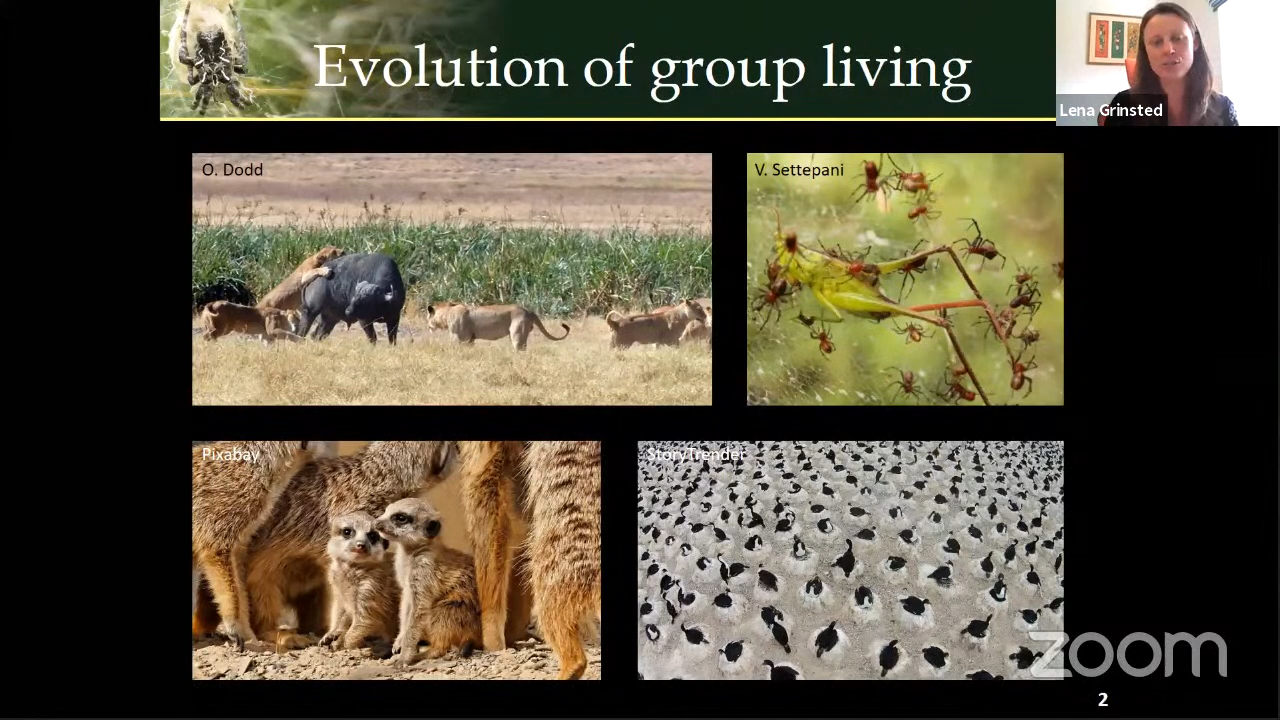 Evolution of group living
Lena Grinsted
O. Dodd
V. Settepani
Pixabay
StoryTrender
zoom
2